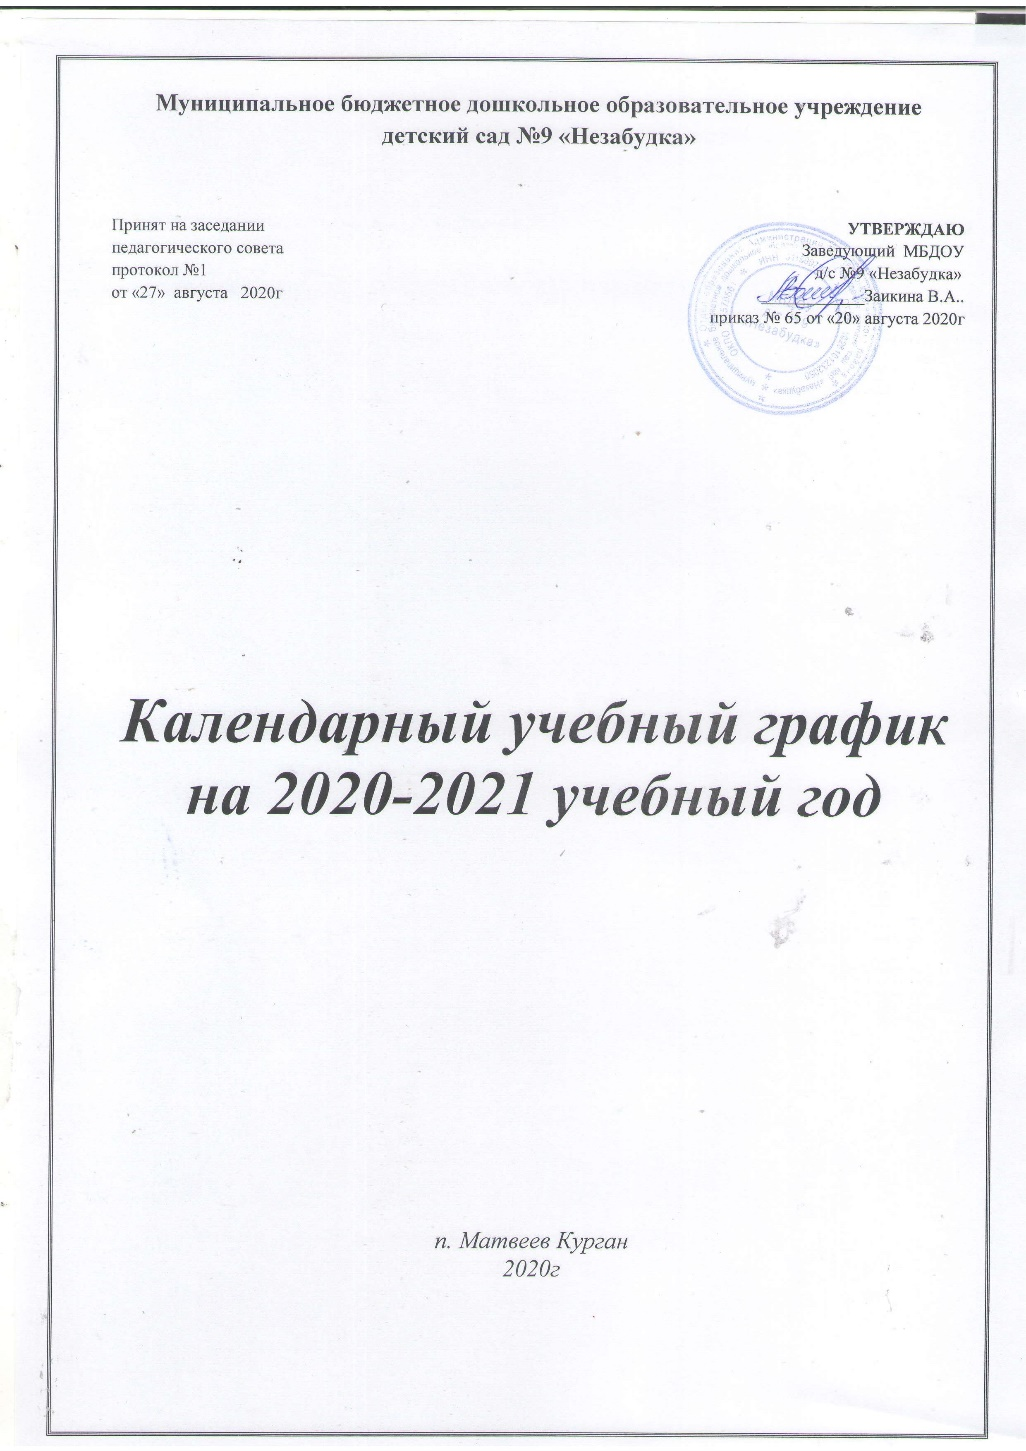 Муниципальное бюджетное дошкольное образовательное учреждение
детский сад №9 «Незабудка»
Принят на заседании
педагогического совета
протокол №1
от «27» августа 2020г
УТВЕРЖДАЮ
Заведующий МБДОУ
д/с №9 «Незабудка»
Заикина В.А..
приказ № 65 от «20» августа 2020г
Календарный учебный график
на 2020-2021 учебный год
п. Матвеев Курган
2020г